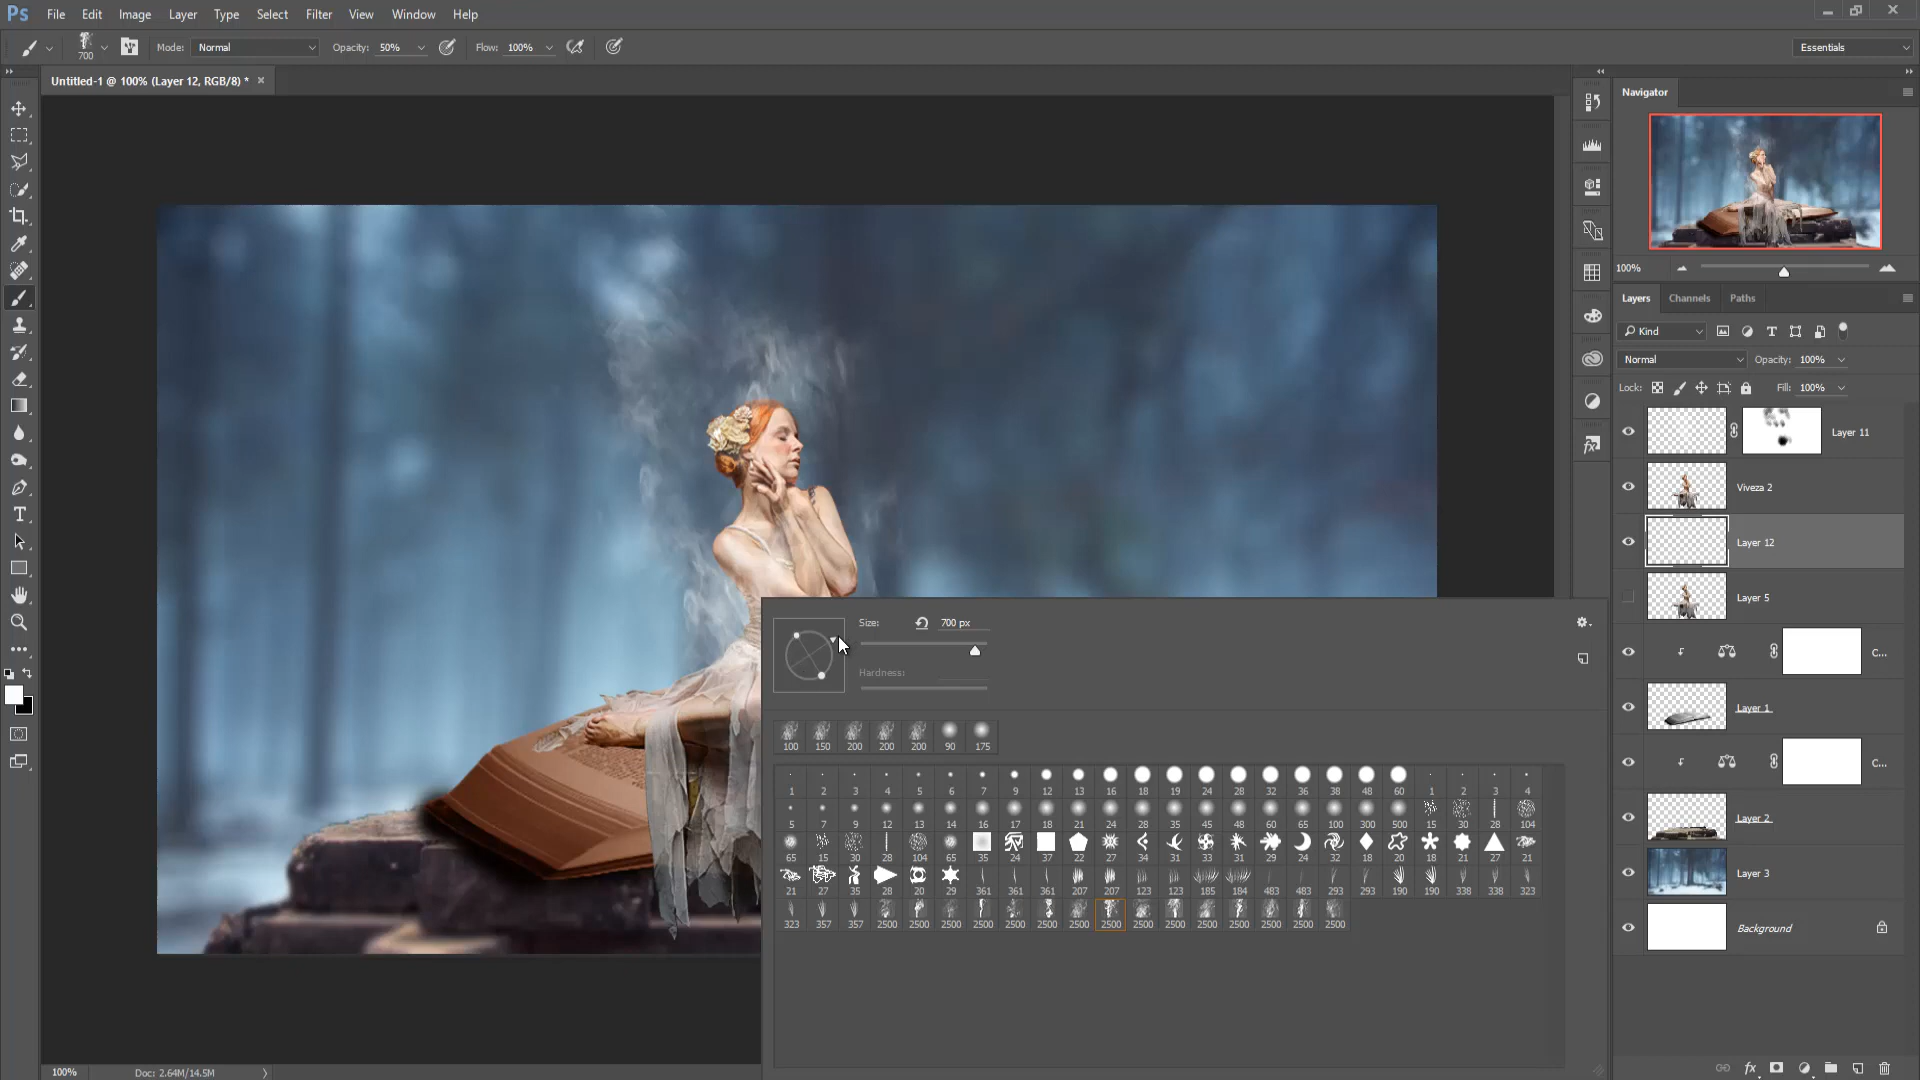 Ps File Edit Image Layer Type Select Filter View Window Help
700 Mode: Normal Opacity: 50% Flow: 100% Essentials
Untitled-1 @ 100% (Layer 12, RGB/8) * ×
Navigator
100%
Layers Channels Paths
Kind
Normal Opacity: 100%
Lock: Fill: 100%
Layer 11
Viveza 2
Layer 12
Layer 5
C...
Layer 1
C...
Layer 2
Layer 3
Background
Size: 700 px
Hardness:
100 150 200 200 200 90 175
1 2 3 4 5 6 7 9 12 13 16 18 19 24 28 32 36 38 48 60 1 2 3 4
5 7 9 12 13 14 16 17 18 21 24 28 35 45 48 60 65 100 300 500 15 30 28 104
65 15 30 28 104 65 35 24 37 22 27 34 31 33 31 29 24 32 18 20 18 21 27 21
21 27 35 28 20 29 361 361 361 207 207 123 123 185 184 483 483 293 293 190 190 338 338 323
323 357 357 2500 2500 2500 2500 2500 2500 2500 2500 2500 2500 2500 2500 2500 2500 2500
100% Doc: 2.64M/14.5M